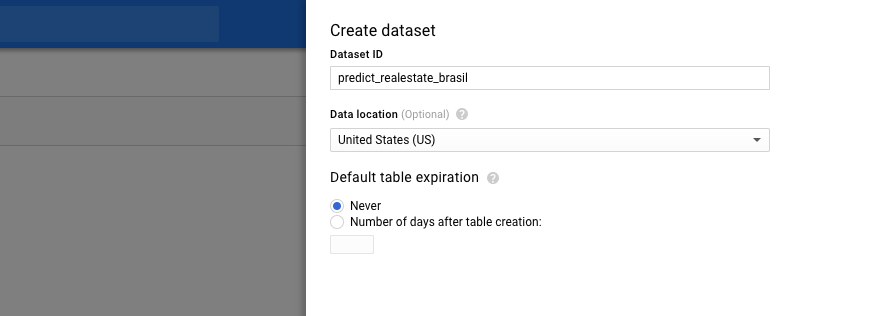 Create dataset
Dataset ID
predict_realestate_brasil
Data location (Optional) ?
United States (US)
Default table expiration ?
Never
Number of days after table creation: